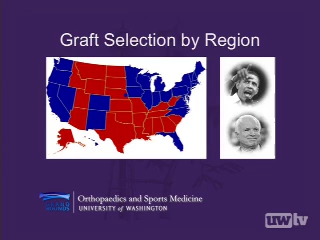 Graft Selection by Region
Orthopaedics and Sports Medicine
UNIVERSITY of WASHINGTON
uwtv